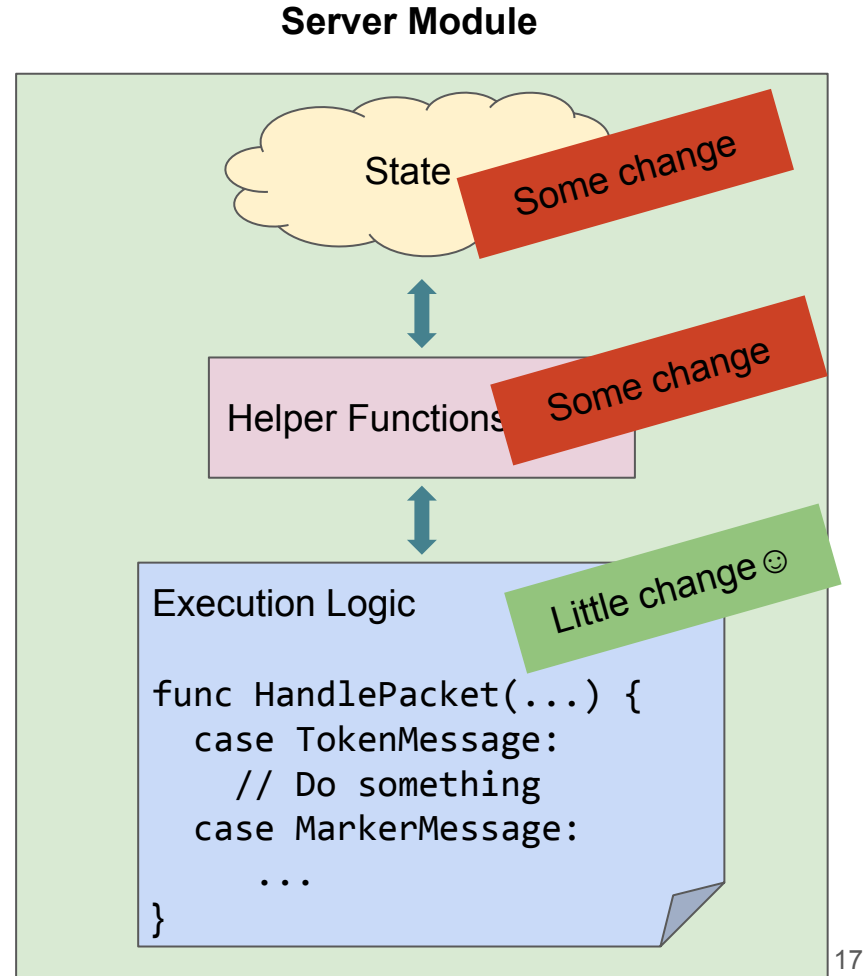 Server Module
State
Some change
Helper Functions
Some change
Little change☺
Execution Logic
func HandlePacket(...) {
  case TokenMessage:
    // Do something
  case MarkerMessage:
     ...
}
17